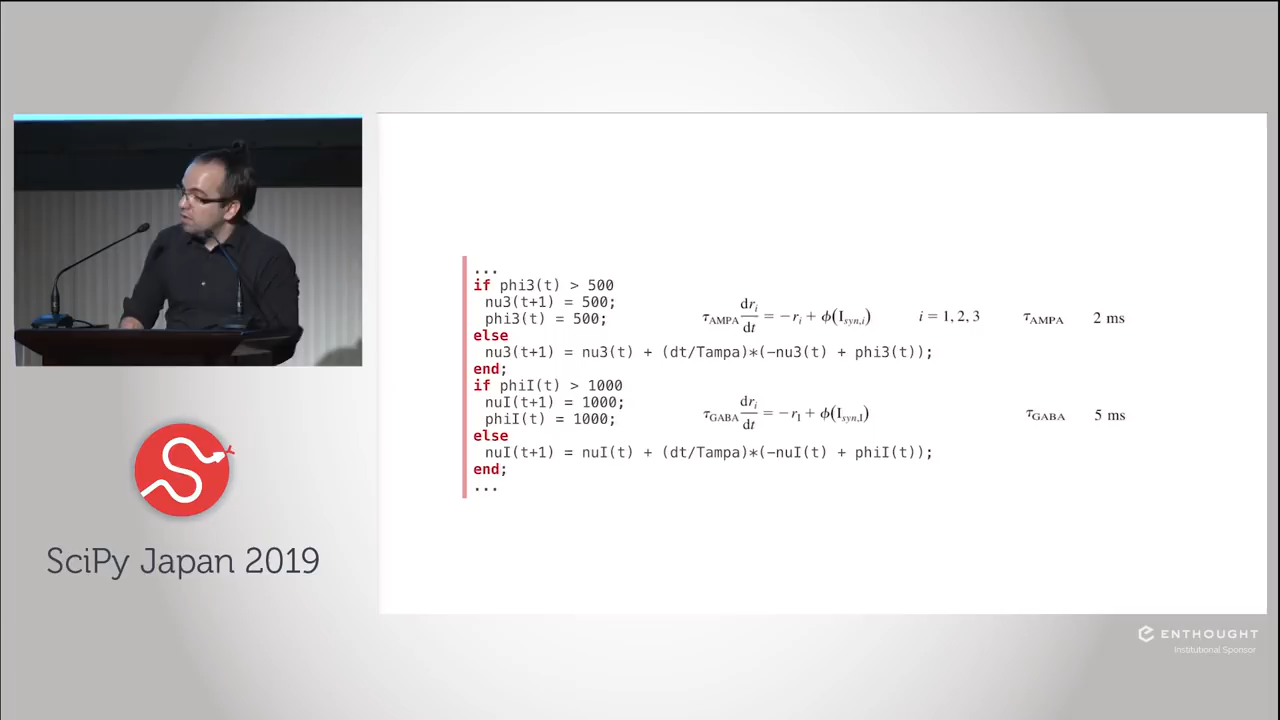 ...
if phi3(t) > 500
nu3(t+1) = 500;
phi3(t) = 500;
else
nu3(t+1) = nu3(t) + (dt/Tampa)*(-nu3(t) + phi3(t));
end;
if phiI(t) > 1000
nuI(t+1) = 1000;
phiI(t) = 1000;
else
nuI(t+1) = nuI(t) + (dt/Tampa)*(-nuI(t) + phiI(t));
end;
...
τAMPA dri/dt = −ri + ϕ(Isyn,i) i = 1, 2, 3 τAMPA 2 ms
τGABA dri/dt = −rI + ϕ(Isyn,I) τGABA 5 ms
SciPy Japan 2019
ENTHOUGHT
Institutional Sponsor